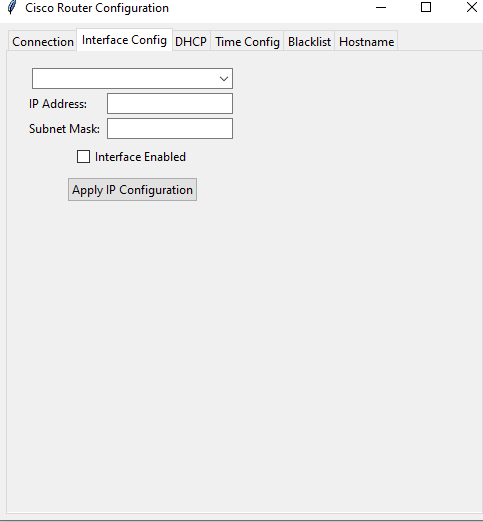 Cisco Router Configuration
Connection Interface Config DHCP Time Config Blacklist Hostname
IP Address:
Subnet Mask:
Interface Enabled
Apply IP Configuration